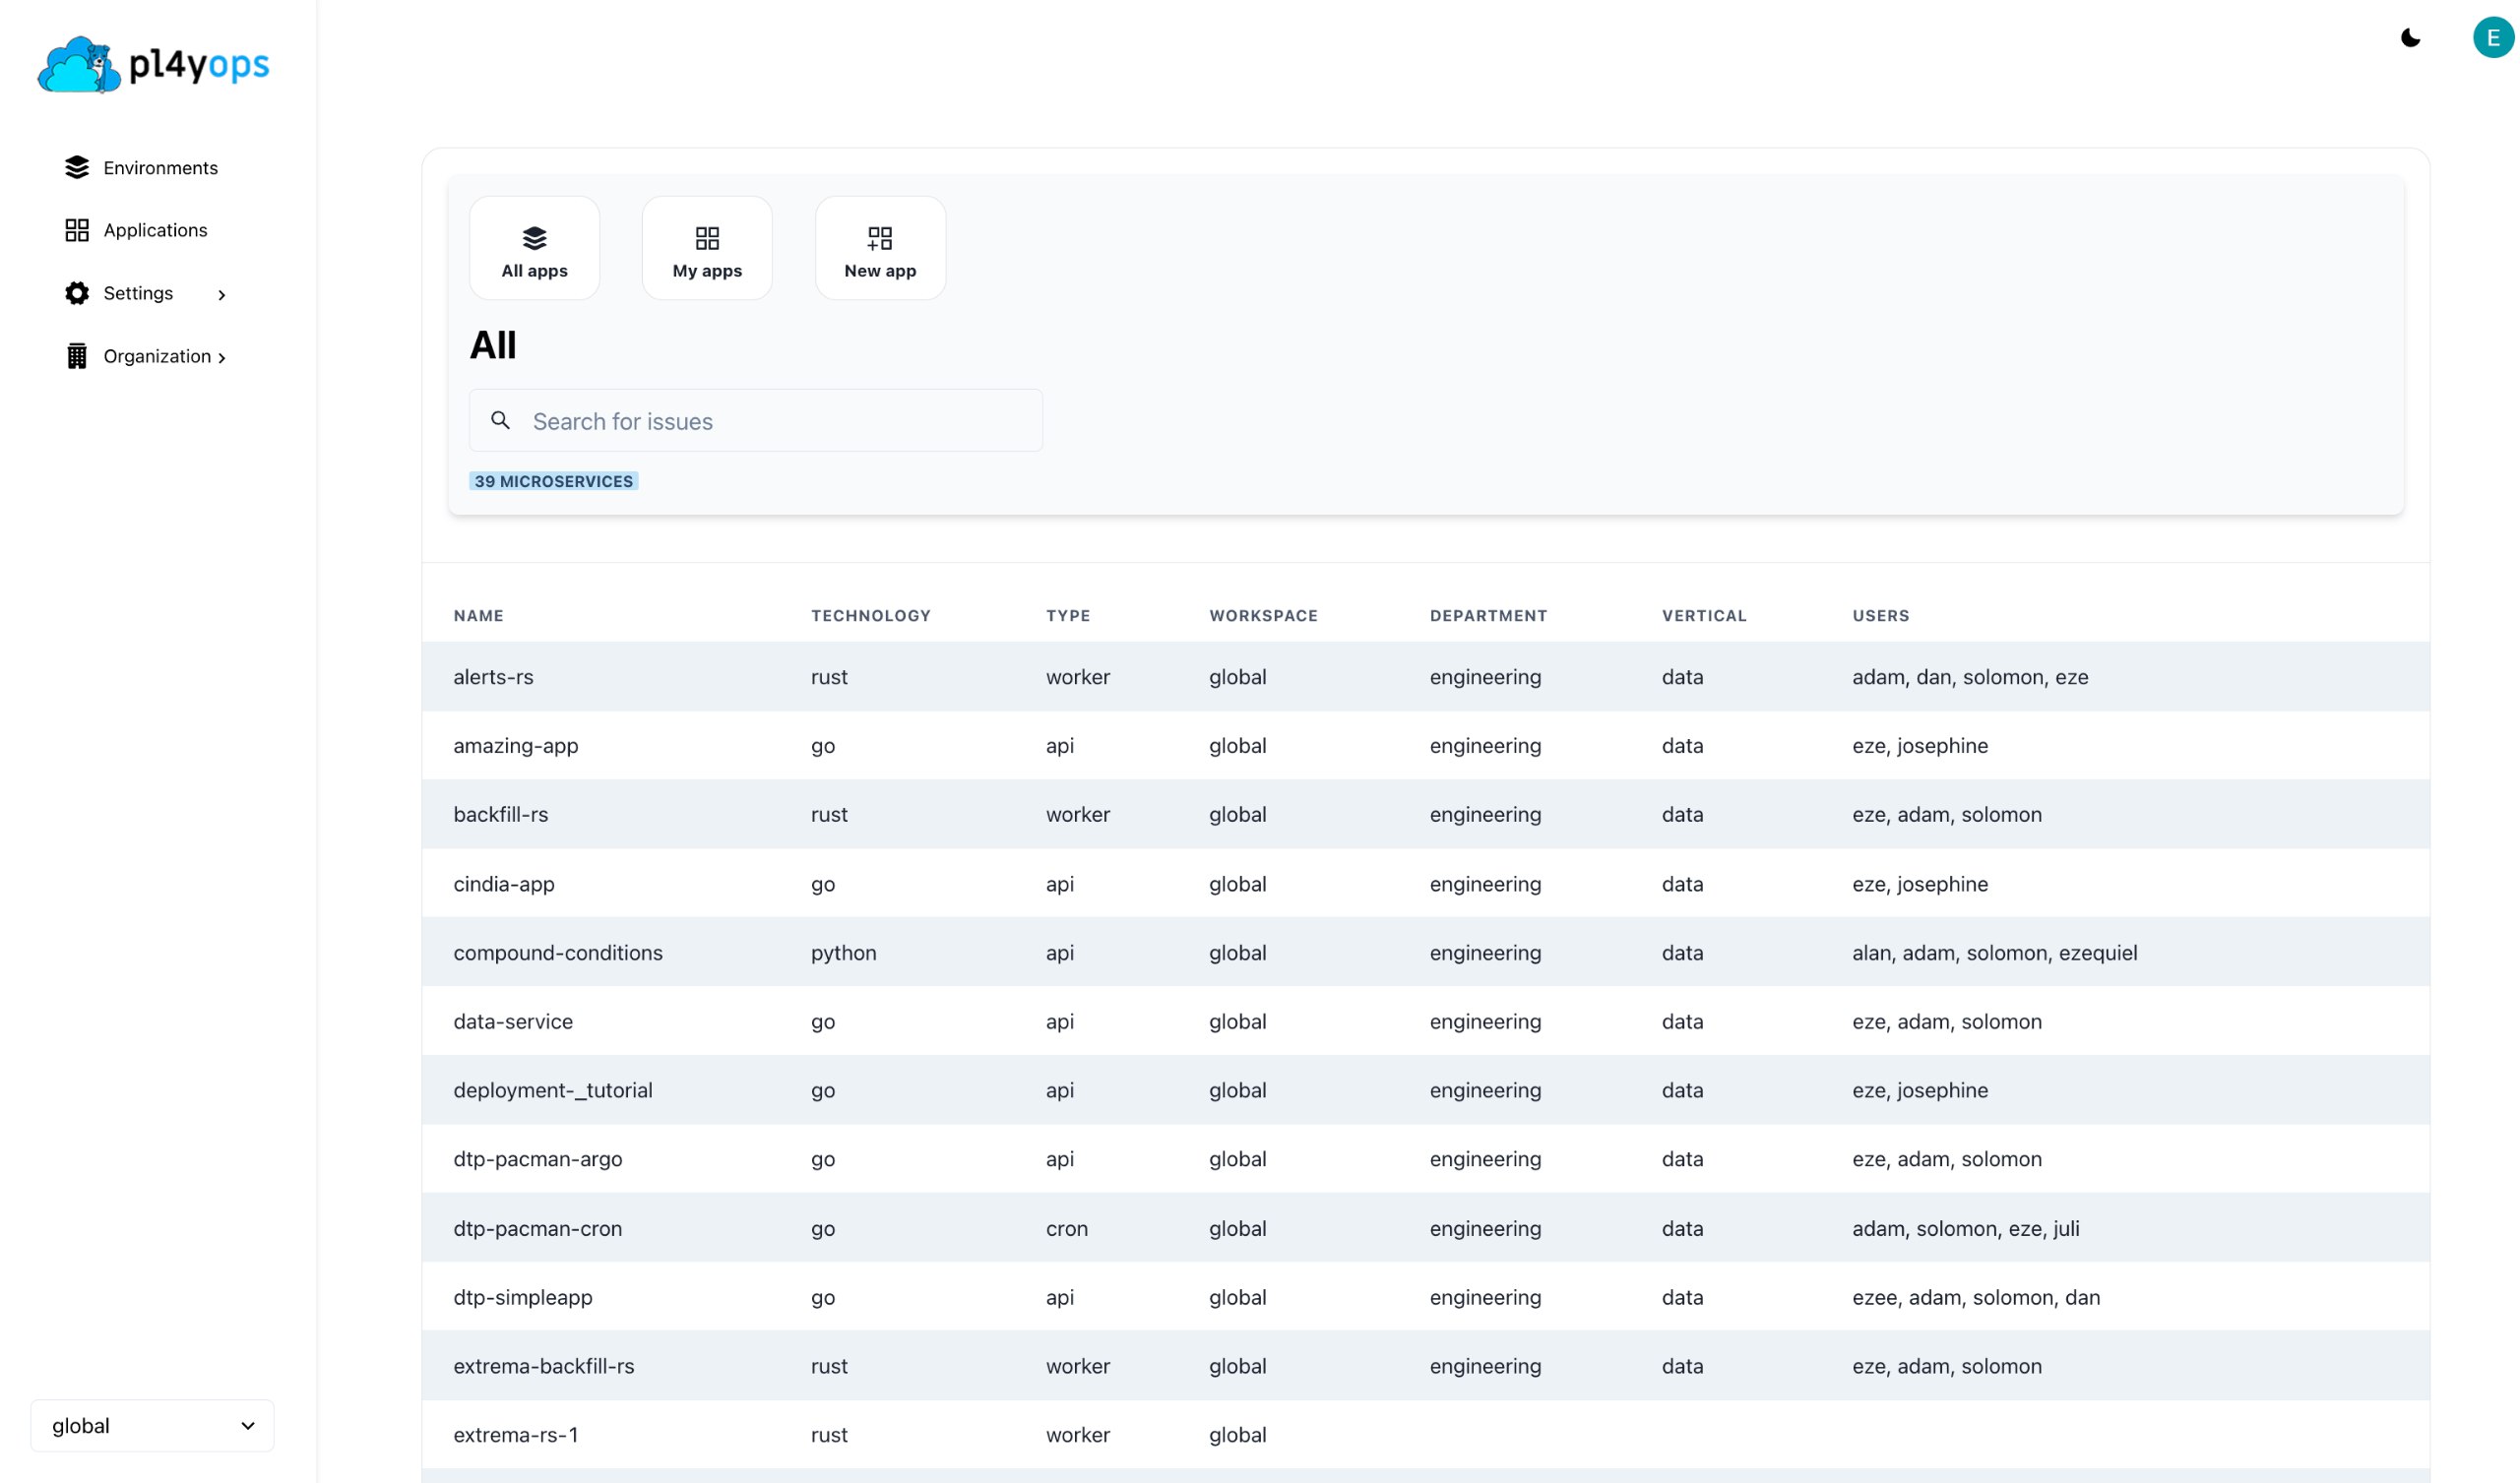 pl4yops
E
Environments
Applications
Settings
Organization
All apps
My apps
New app
All
Search for issues
39 MICROSERVICES
NAME TECHNOLOGY TYPE WORKSPACE DEPARTMENT VERTICAL USERS
alerts-rs rust worker global engineering data adam, dan, solomon, eze
amazing-app go api global engineering data eze, josephine
backfill-rs rust worker global engineering data eze, adam, solomon
cindia-app go api global engineering data eze, josephine
compound-conditions python api global engineering data alan, adam, solomon, ezequiel
data-service go api global engineering data eze, adam, solomon
deployment-_tutorial go api global engineering data eze, josephine
dtp-pacman-argo go api global engineering data eze, adam, solomon
dtp-pacman-cron go cron global engineering data adam, solomon, eze, juli
dtp-simpleapp go api global engineering data ezee, adam, solomon, dan
extrema-backfill-rs rust worker global engineering data eze, adam, solomon
extrema-rs-1 rust worker global
global